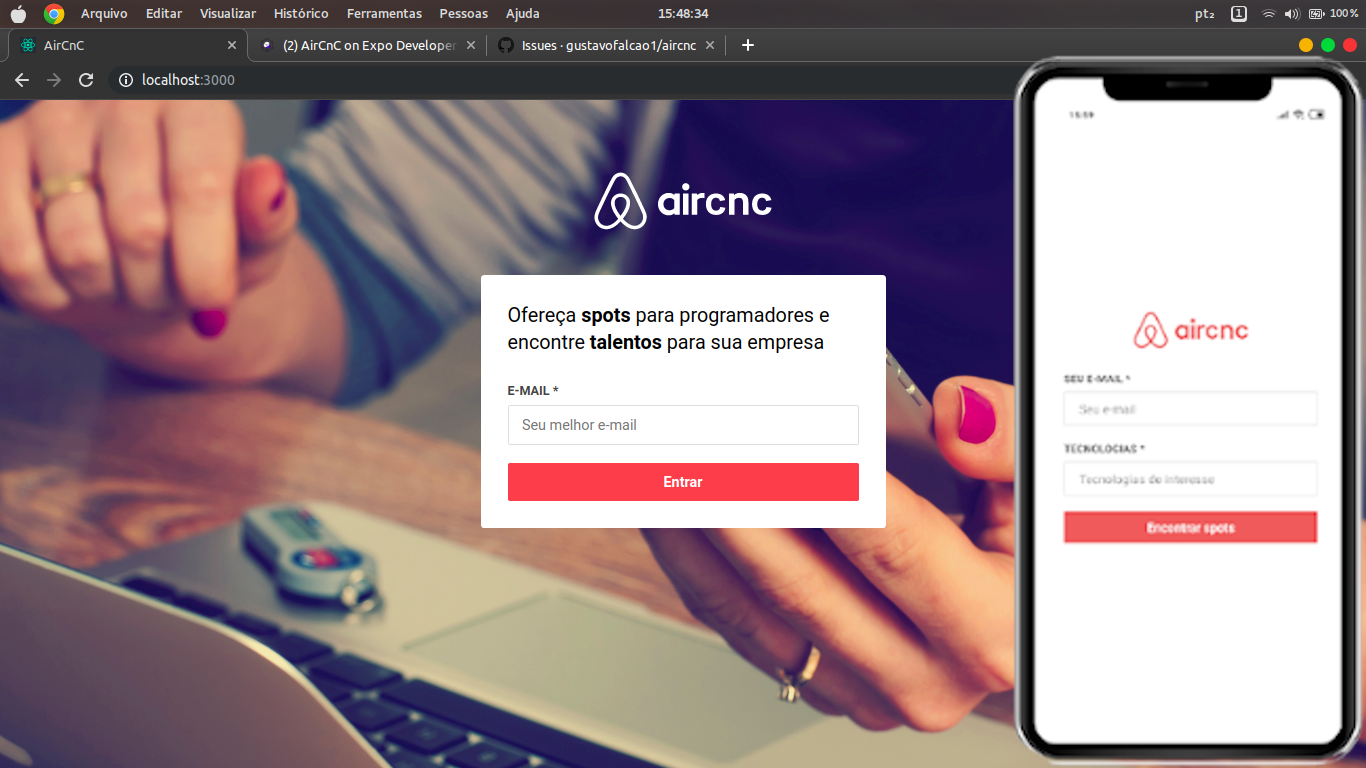 Arquivo Editar Visualizar Histórico Ferramentas Pessoas Ajuda 15:48:34 pt₂ 1 100%
AirCnC (2) AirCnC on Expo Developer Issues · gustavofalcao1/aircnc
localhost:3000
aircnc
Ofereça spots para programadores e
encontre talentos para sua empresa
E-MAIL *
Seu melhor e-mail
Entrar
15:59
aircnc
SEU E-MAIL *
Seu e-mail
TECNOLOGIAS *
Tecnologias de interesse
Encontrar spots